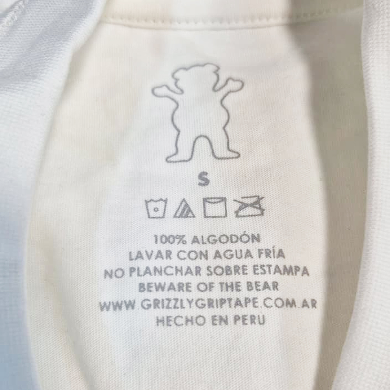 S
100% ALGODÓN
LAVAR CON AGUA FRÍA
NO PLANCHAR SOBRE ESTAMPA
BEWARE OF THE BEAR
WWW.GRIZZLYGRIPTAPE.COM.AR
HECHO EN PERU